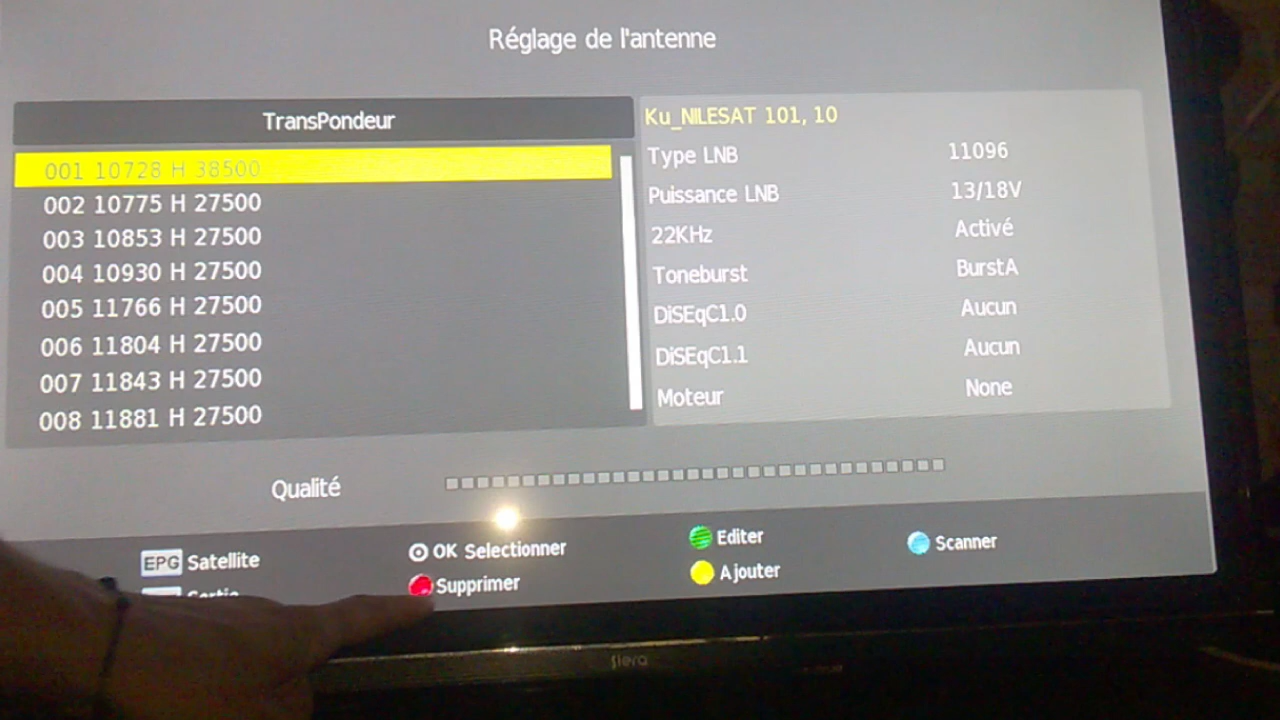 Réglage de l'antenne
TransPondeur
001 10728 H 38500
002 10775 H 27500
003 10853 H 27500
004 10930 H 27500
005 11766 H 27500
006 11804 H 27500
007 11843 H 27500
008 11881 H 27500
Ku_NILESAT 101, 10
Type LNB 11096
Puissance LNB 13/18V
22KHz Activé
Toneburst BurstA
DiSEqC1.0 Aucun
DiSEqC1.1 Aucun
Moteur None
Qualité
EPG Satellite
OK Selectionner
Editer
Scanner
Sortie
Supprimer
Ajouter
siera